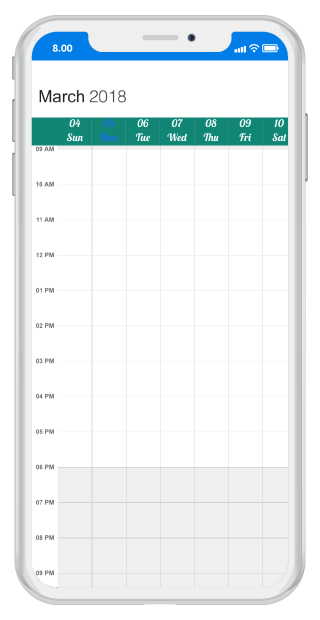 8.00
March 2018
04 05 06 07 08 09 10
Sun Mon Tue Wed Thu Fri Sat
09 AM
10 AM
11 AM
12 PM
01 PM
02 PM
03 PM
04 PM
05 PM
06 PM
07 PM
08 PM
09 PM